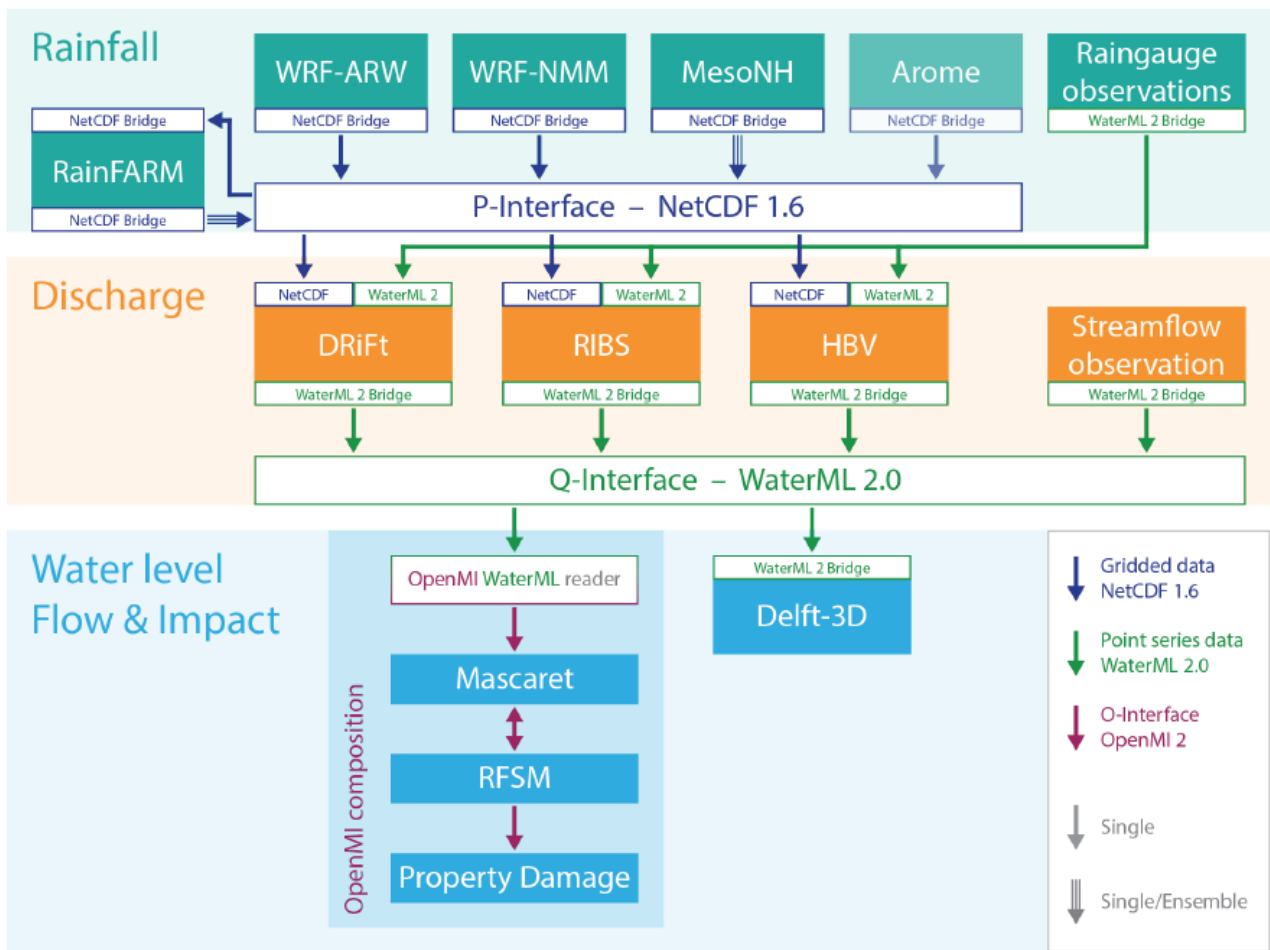 Rainfall
WRF-ARW
NetCDF Bridge
WRF-NMM
NetCDF Bridge
MesoNH
NetCDF Bridge
Arome
NetCDF Bridge
Raingauge
observations
WaterML 2 Bridge
NetCDF Bridge
RainFARM
NetCDF Bridge
P-Interface – NetCDF 1.6
Discharge
NetCDF
WaterML 2
DRiFt
WaterML 2 Bridge
NetCDF
WaterML 2
RIBS
WaterML 2 Bridge
NetCDF
WaterML 2
HBV
WaterML 2 Bridge
Streamflow
observation
WaterML 2 Bridge
Q-Interface – WaterML 2.0
Water level
Flow & Impact
OpenMI composition
OpenMI WaterML reader
Mascaret
RFSM
Property Damage
WaterML 2 Bridge
Delft-3D
Gridded data
NetCDF 1.6
Point series data
WaterML 2.0
O-Interface
OpenMI 2
Single
Single/Ensemble